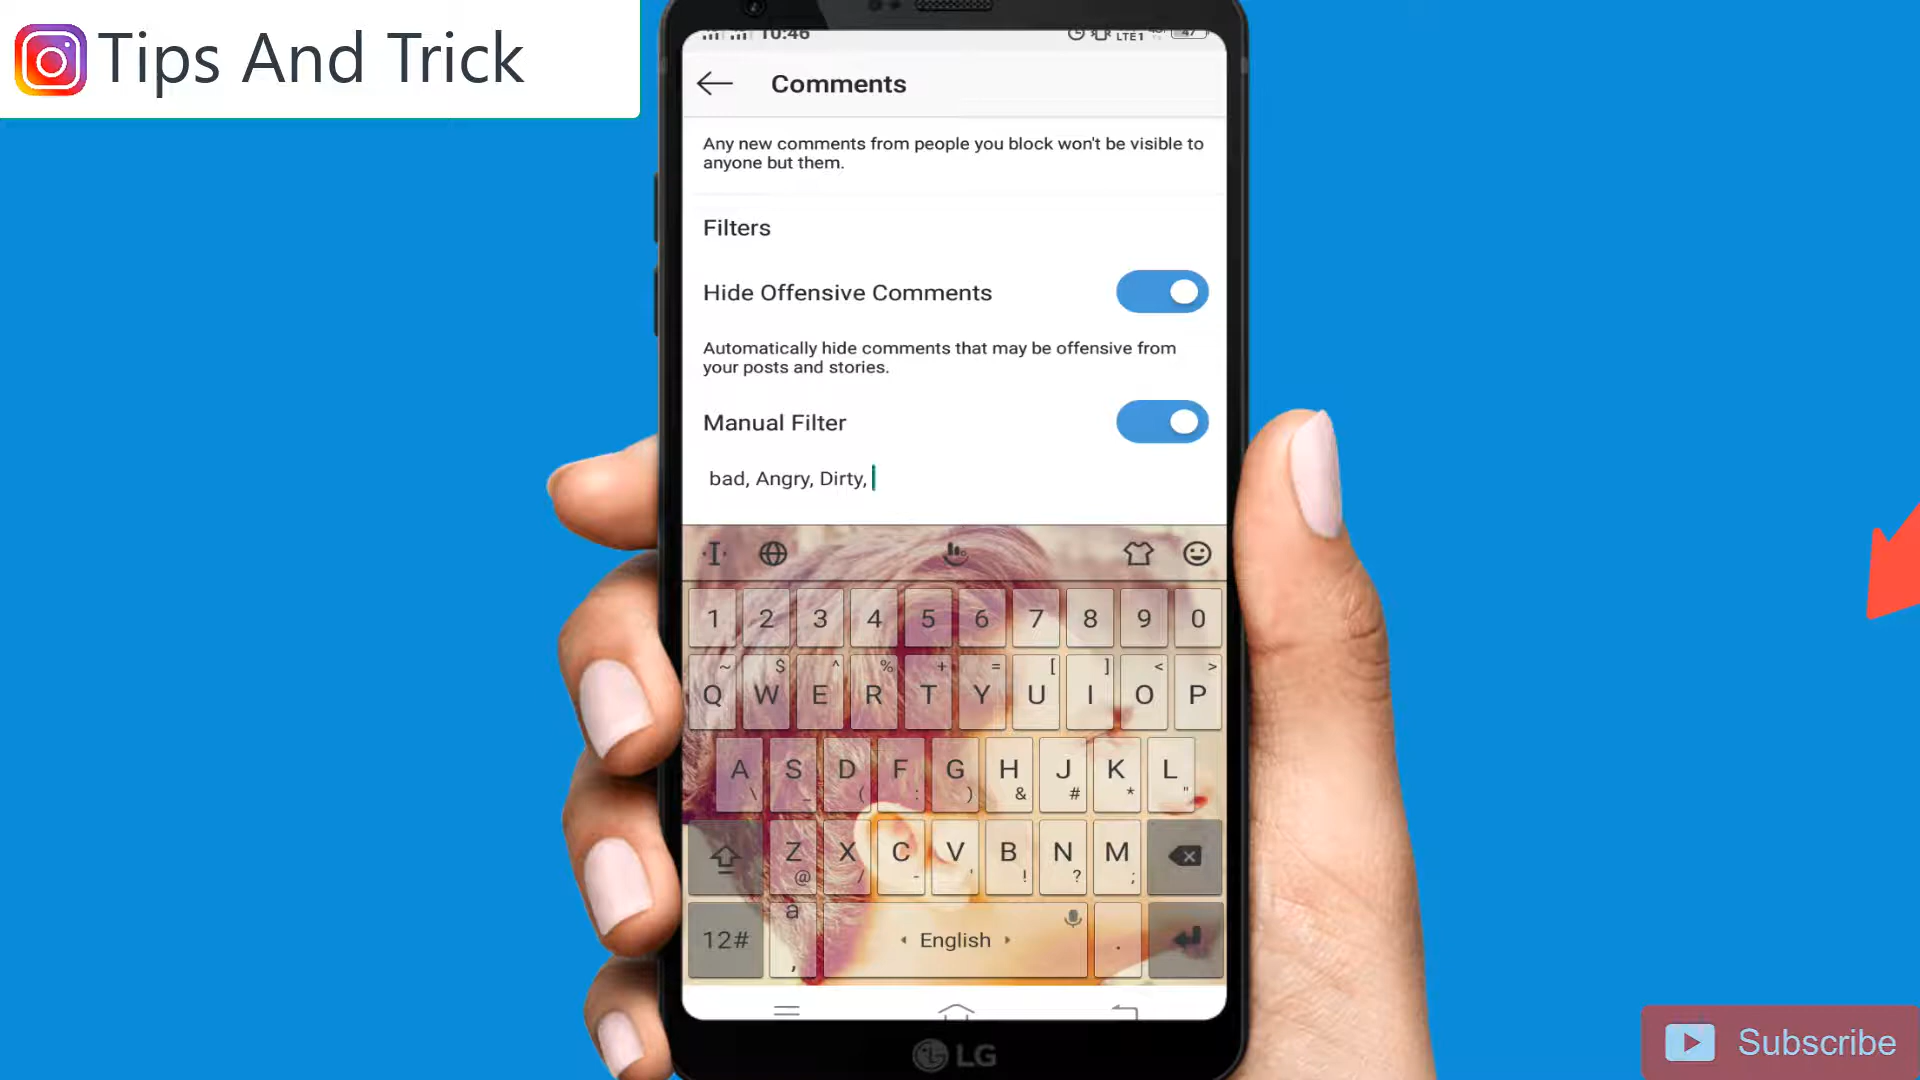 Tips And Trick
10:46
LTE1
47
Comments
Any new comments from people you block won't be visible to
anyone but them.
Filters
Hide Offensive Comments
Automatically hide comments that may be offensive from
your posts and stories.
Manual Filter
bad, Angry, Dirty,
1 2 3 4 5 6 7 8 9 0
~ $ ^ % + = [ ] < >
Q W E R T Y U I O P
A S D F G H J K L
\ _ ( : ) & # * "
Z X C V B N M
@ / - ' ! ? ;
12# a , English .
LG
Subscribe